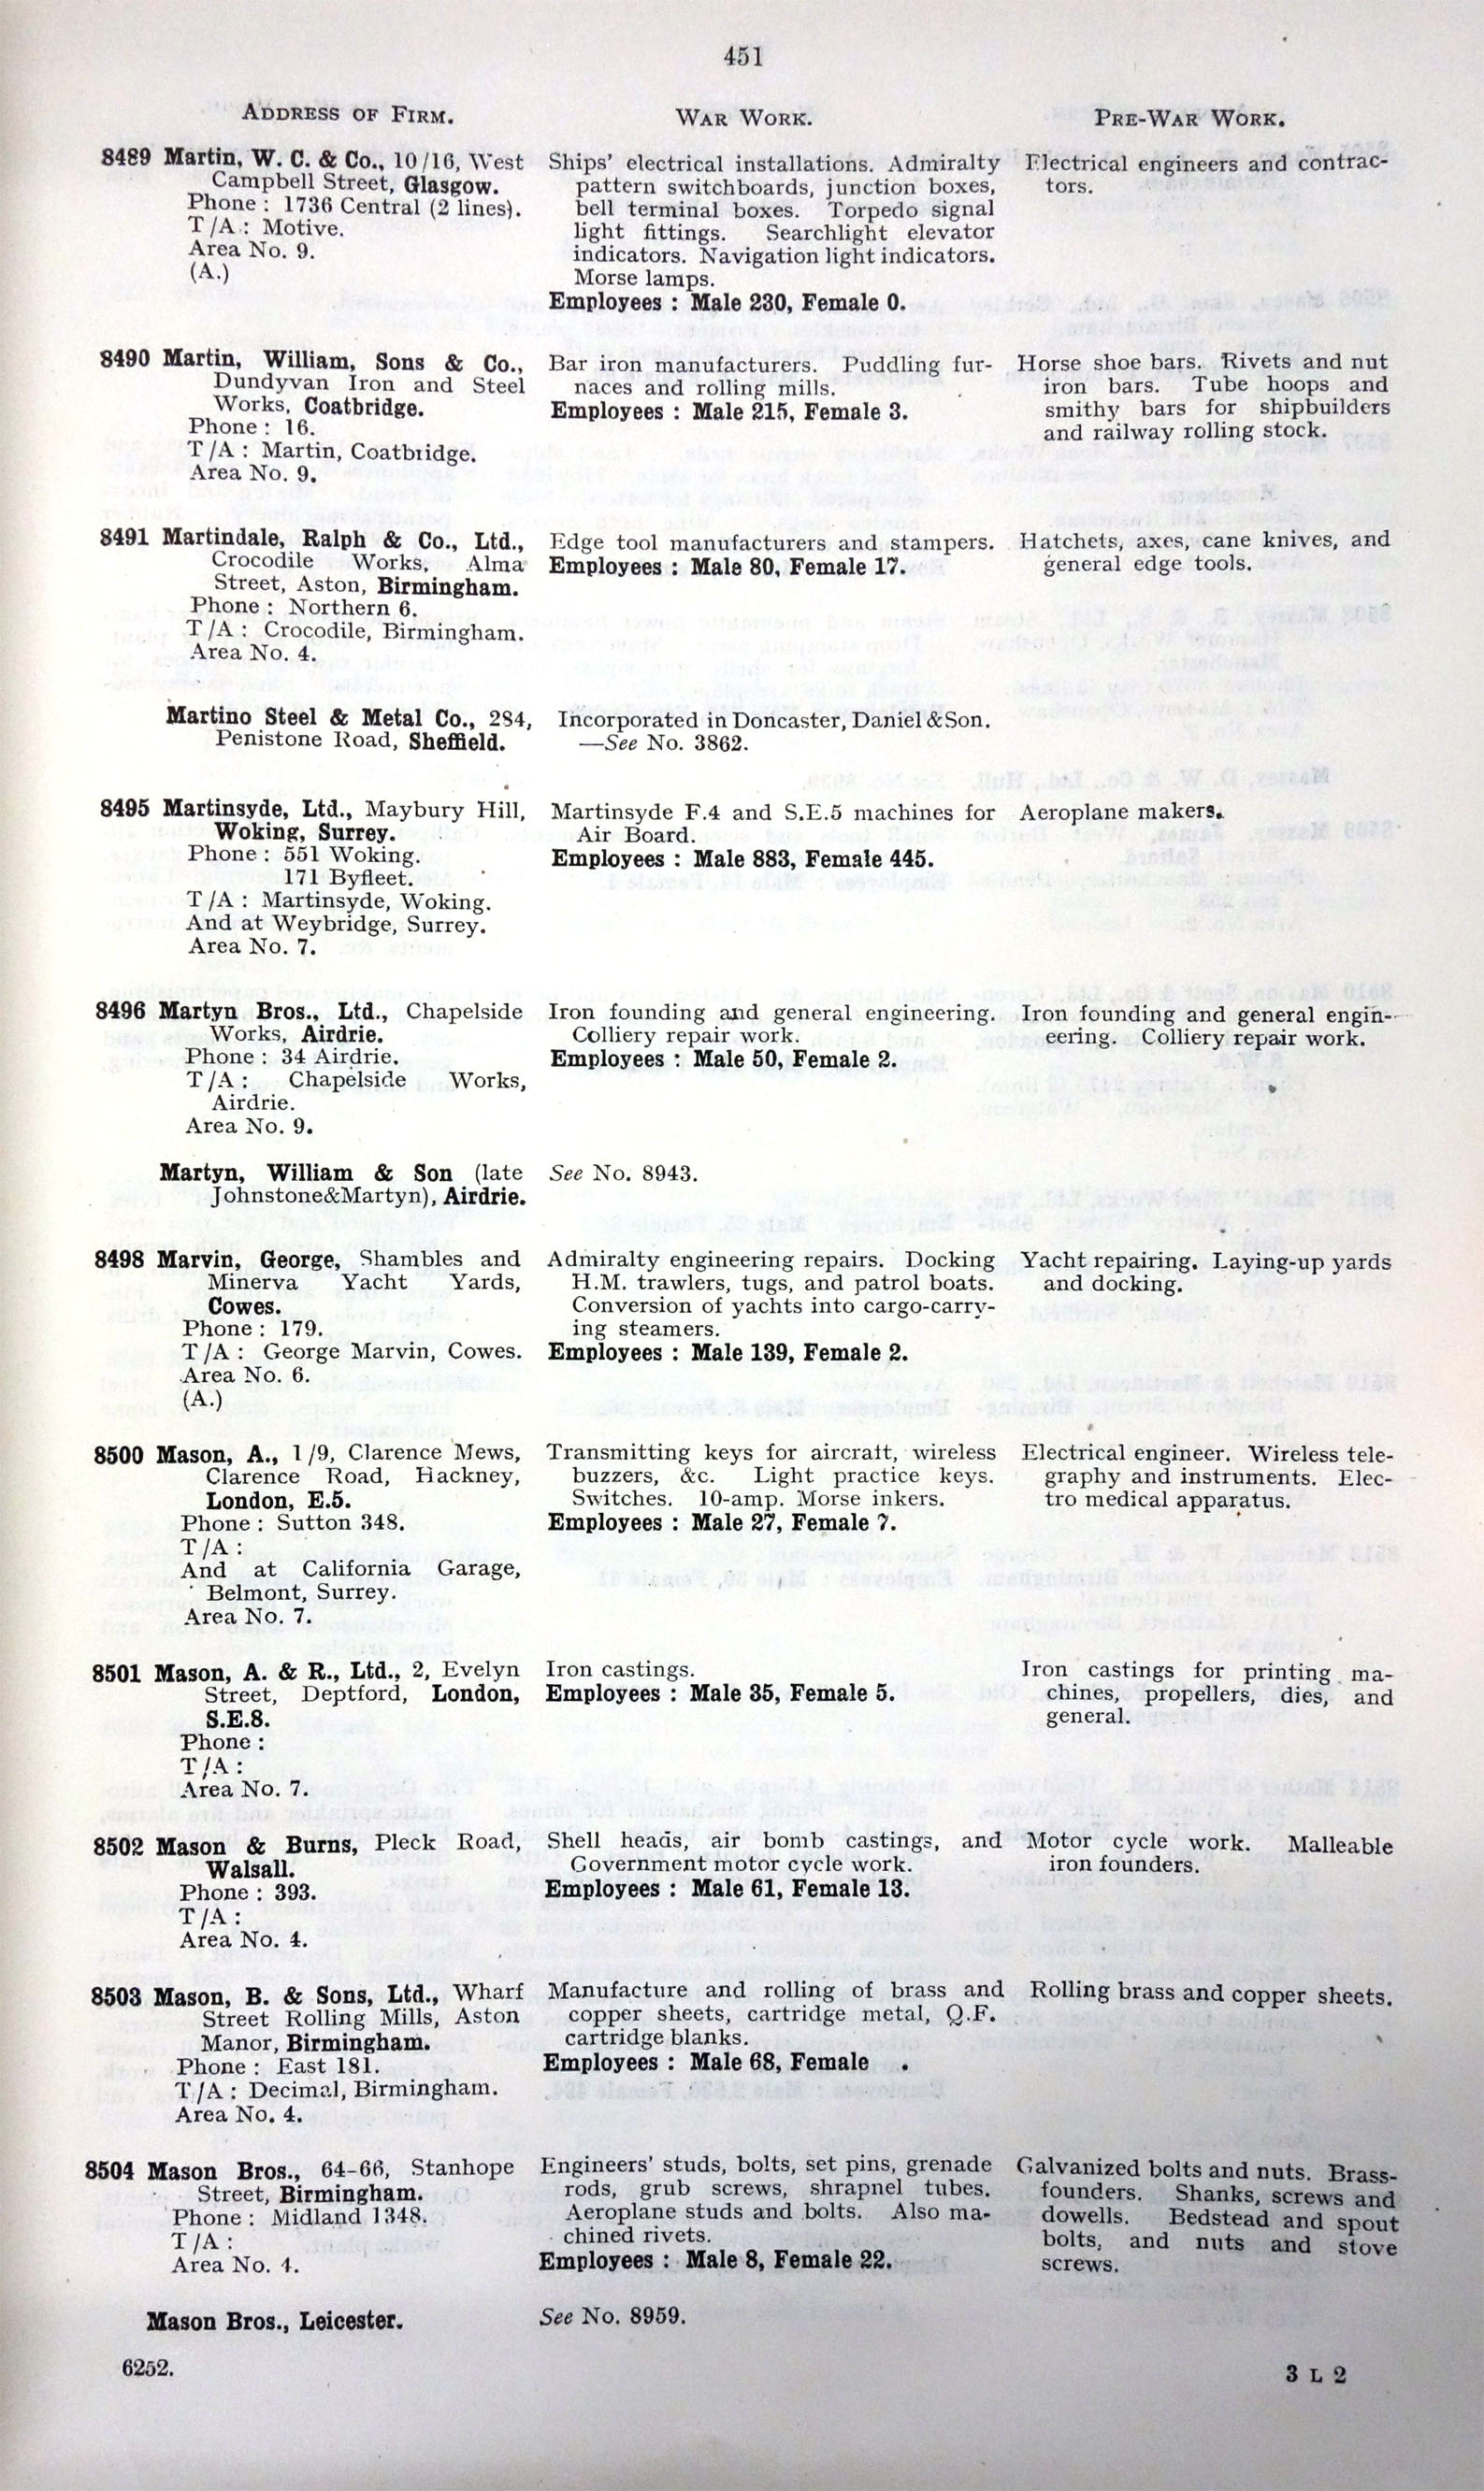 451
ADDRESS OF FIRM.
WAR WORK.
PRE-WAR WORK.
8489 Martin, W. C. & Co., 10/16, West
Campbell Street, Glasgow.
Phone : 1736 Central (2 lines).
T/A : Motive.
Area No. 9.
(A.)
Ships' electrical installations. Admiralty
pattern switchboards, junction boxes,
bell terminal boxes. Torpedo signal
light fittings. Searchlight elevator
indicators. Navigation light indicators.
Morse lamps.
Employees : Male 230, Female 0.
Electrical engineers and contrac-
tors.
8490 Martin, William, Sons & Co.,
Dundyvan Iron and Steel
Works, Coatbridge.
Phone : 16.
T/A : Martin, Coatbridge.
Area No. 9.
Bar iron manufacturers. Puddling fur-
naces and rolling mills.
Employees : Male 215, Female 3.
Horse shoe bars. Rivets and nut
iron bars. Tube hoops and
smithy bars for shipbuilders
and railway rolling stock.
8491 Martindale, Ralph & Co., Ltd.,
Crocodile Works, Alma
Street, Aston, Birmingham.
Phone : Northern 6.
T/A : Crocodile, Birmingham.
Area No. 4.
Edge tool manufacturers and stampers.
Employees : Male 80, Female 17.
Hatchets, axes, cane knives, and
general edge tools.
Martino Steel & Metal Co., 284,
Penistone Road, Sheffield.
Incorporated in Doncaster, Daniel & Son.
—See No. 3862.
8495 Martinsyde, Ltd., Maybury Hill,
Woking, Surrey.
Phone : 551 Woking.
171 Byfleet.
T/A : Martinsyde, Woking.
And at Weybridge, Surrey.
Area No. 7.
Martinsyde F.4 and S.E.5 machines for
Air Board.
Employees : Male 883, Female 445.
Aeroplane makers.
8496 Martyn Bros., Ltd., Chapelside
Works, Airdrie.
Phone : 34 Airdrie.
T/A : Chapelside Works,
Airdrie.
Area No. 9.
Iron founding and general engineering.
Colliery repair work.
Employees : Male 50, Female 2.
Iron founding and general engin-
eering. Colliery repair work.
Martyn, William & Son (late
Johnstone&Martyn), Airdrie.
See No. 8943.
8498 Marvin, George, Shambles and
Minerva Yacht Yards,
Cowes.
Phone : 179.
T/A : George Marvin, Cowes.
Area No. 6.
(A.)
Admiralty engineering repairs. Docking
H.M. trawlers, tugs, and patrol boats.
Conversion of yachts into cargo-carry-
ing steamers.
Employees : Male 139, Female 2.
Yacht repairing. Laying-up yards
and docking.
8500 Mason, A., 1/9, Clarence Mews,
Clarence Road, Hackney,
London, E.5.
Phone : Sutton 348.
T/A :
And at California Garage,
Belmont, Surrey.
Area No. 7.
Transmitting keys for aircraft, wireless
buzzers, &c. Light practice keys.
Switches. 10-amp. Morse inkers.
Employees : Male 27, Female 7.
Electrical engineer. Wireless tele-
graphy and instruments. Elec-
tro medical apparatus.
8501 Mason, A. & R., Ltd., 2, Evelyn
Street, Deptford, London,
S.E.8.
Phone :
T/A :
Area No. 7.
Iron castings.
Employees : Male 35, Female 5.
Iron castings for printing ma-
chines, propellers, dies, and
general.
8502 Mason & Burns, Pleck Road,
Walsall.
Phone : 393.
T/A :
Area No. 4.
Shell heads, air bomb castings, and
Government motor cycle work.
Employees : Male 61, Female 13.
Motor cycle work. Malleable
iron founders.
8503 Mason, B. & Sons, Ltd., Wharf
Street Rolling Mills, Aston
Manor, Birmingham.
Phone : East 181.
T/A : Decimal, Birmingham.
Area No. 4.
Manufacture and rolling of brass and
copper sheets, cartridge metal, Q.F.
cartridge blanks.
Employees : Male 68, Female .
Rolling brass and copper sheets.
8504 Mason Bros., 64-66, Stanhope
Street, Birmingham.
Phone : Midland 1348.
T/A :
Area No. 4.
Engineers' studs, bolts, set pins, grenade
rods, grub screws, shrapnel tubes.
Aeroplane studs and bolts. Also ma-
chined rivets.
Employees : Male 8, Female 22.
Galvanized bolts and nuts. Brass-
founders. Shanks, screws and
dowells. Bedstead and spout
bolts, and nuts and stove
screws.
Mason Bros., Leicester.
See No. 8959.
6252.
3 L 2